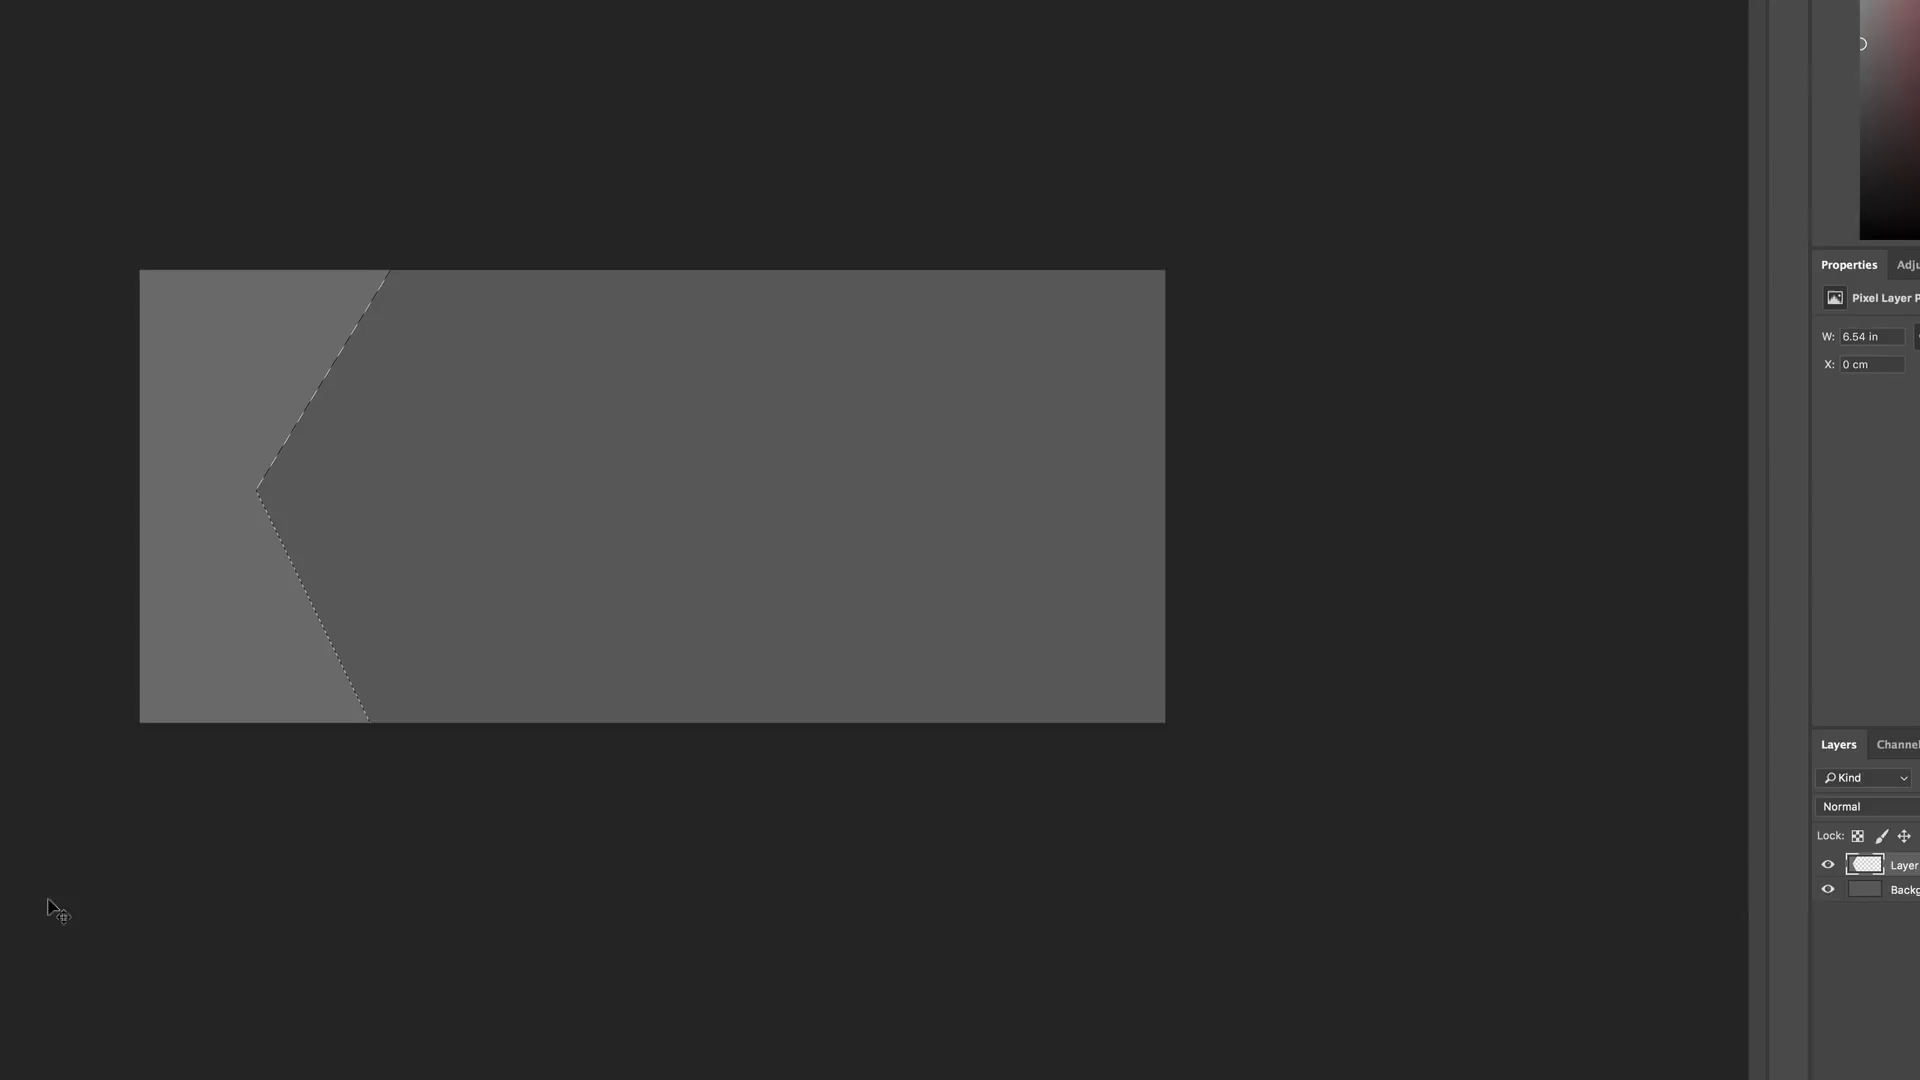 Properties Adju
Pixel Layer P
W: 6.54 in
X: 0 cm
Layers Channel
Kind
Normal
Lock:
Layer
Backg